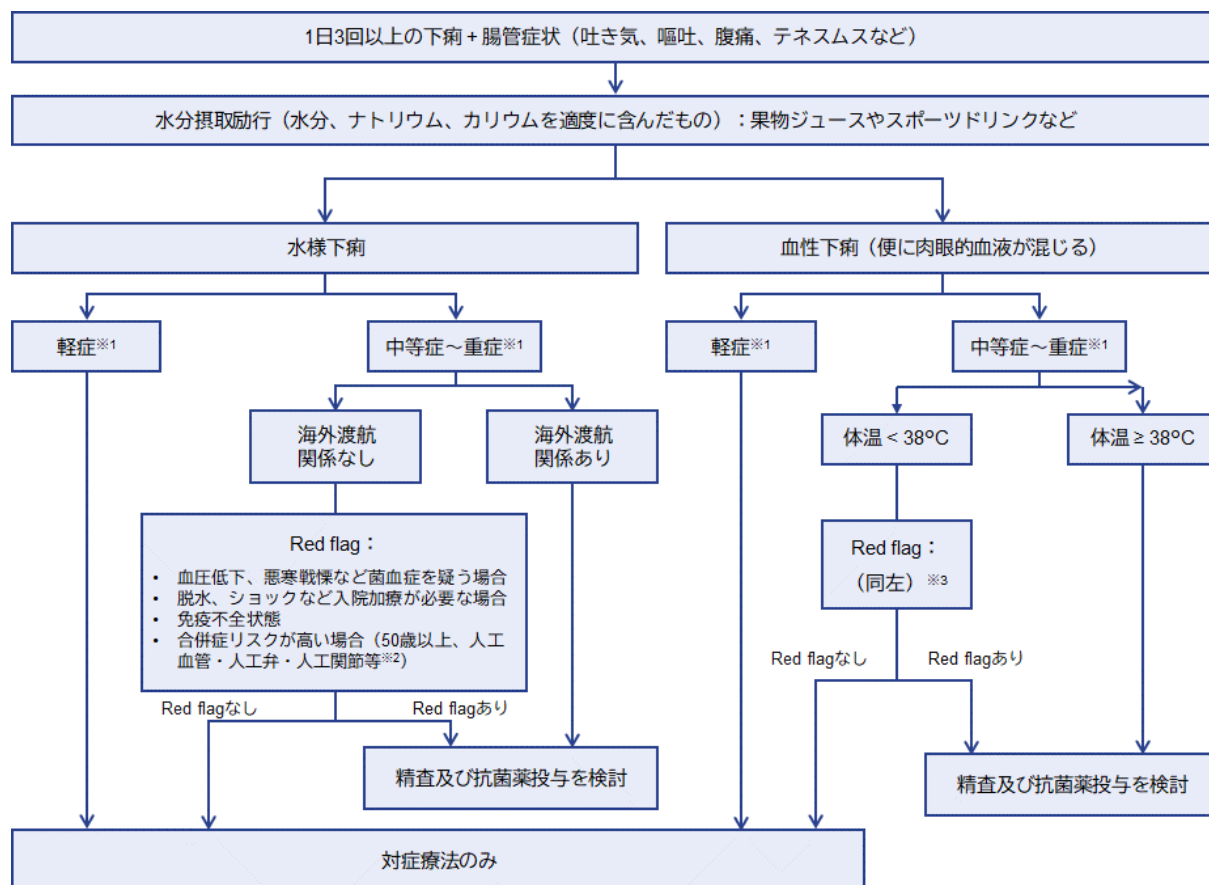 1日3回以上の下痢 + 腸管症状（吐き気、嘔吐、腹痛、テネスムスなど）
水分摂取励行（水分、ナトリウム、カリウムを適度に含んだもの）：果物ジュースやスポーツドリンクなど
水様下痢
血性下痢（便に肉眼的血液が混じる）
軽症※1
中等症～重症※1
軽症※1
中等症～重症※1
海外渡航
関係なし
海外渡航
関係あり
体温 < 38°C
体温 ≥ 38°C
Red flag：
• 血圧低下、悪寒戦慄など菌血症を疑う場合
• 脱水、ショックなど入院加療が必要な場合
• 免疫不全状態
• 合併症リスクが高い場合（50歳以上、人工
血管・人工弁・人工関節等※2）
Red flag：
（同左）※3
Red flagなし
Red flagあり
Red flagなし
Red flagあり
精査及び抗菌薬投与を検討
精査及び抗菌薬投与を検討
対症療法のみ